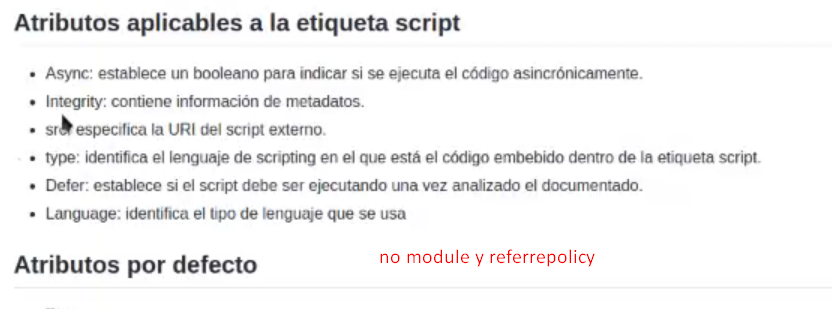 Atributos aplicables a la etiqueta script
Async: establece un booleano para indicar si se ejecuta el código asincrónicamente.
Integrity: contiene información de metadatos.
src: especifica la URI del script externo.
type: identifica el lenguaje de scripting en el que está el código embebido dentro de la etiqueta script.
Defer: establece si el script debe ser ejecutando una vez analizado el documentado.
Language: identifica el tipo de lenguaje que se usa
no module y referrepolicy
Atributos por defecto